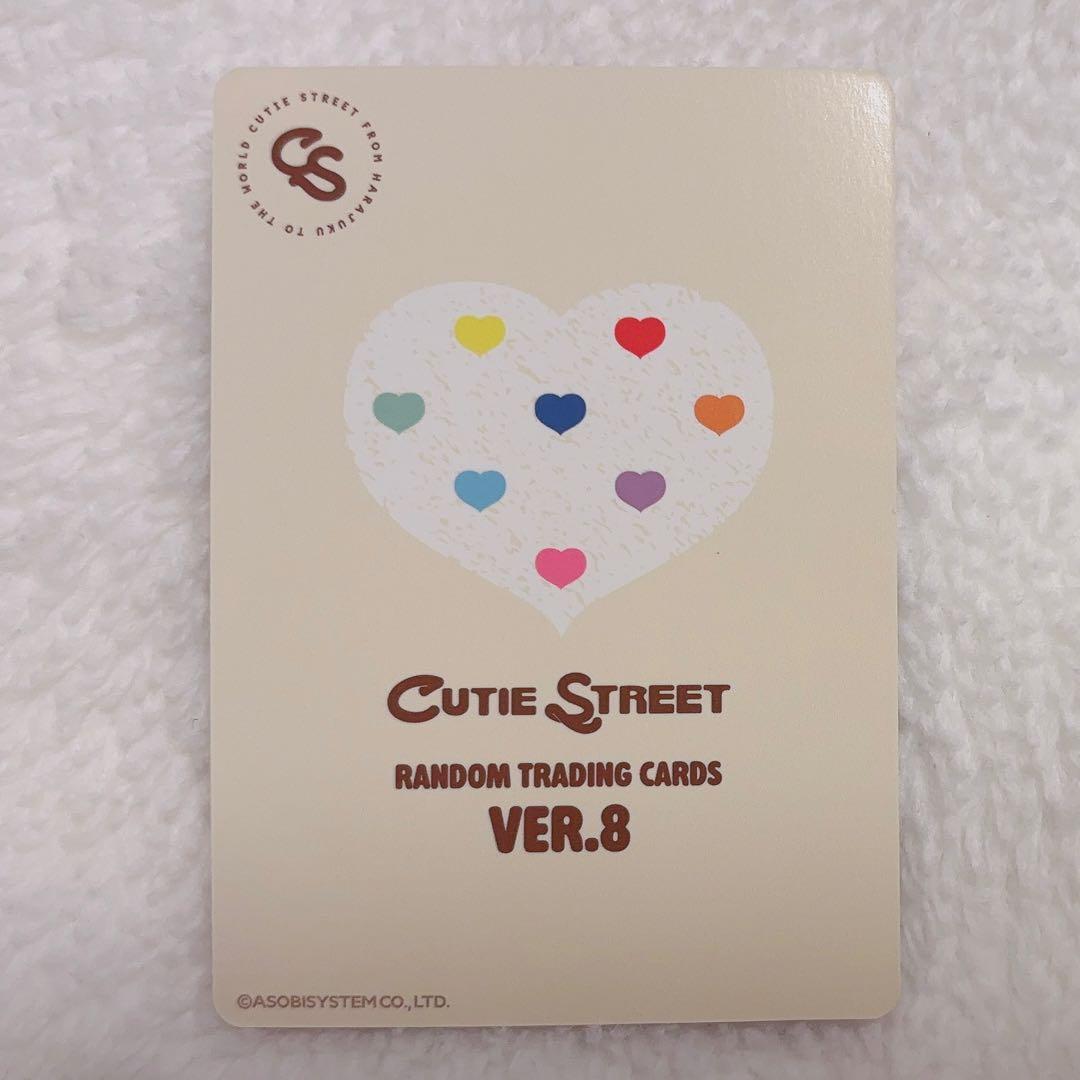 CUTIE STREET FROM HARAJUKU TO THE WORLD
CS
CUTIE STREET
RANDOM TRADING CARDS
VER.8
©ASOBISYSTEM CO., LTD.